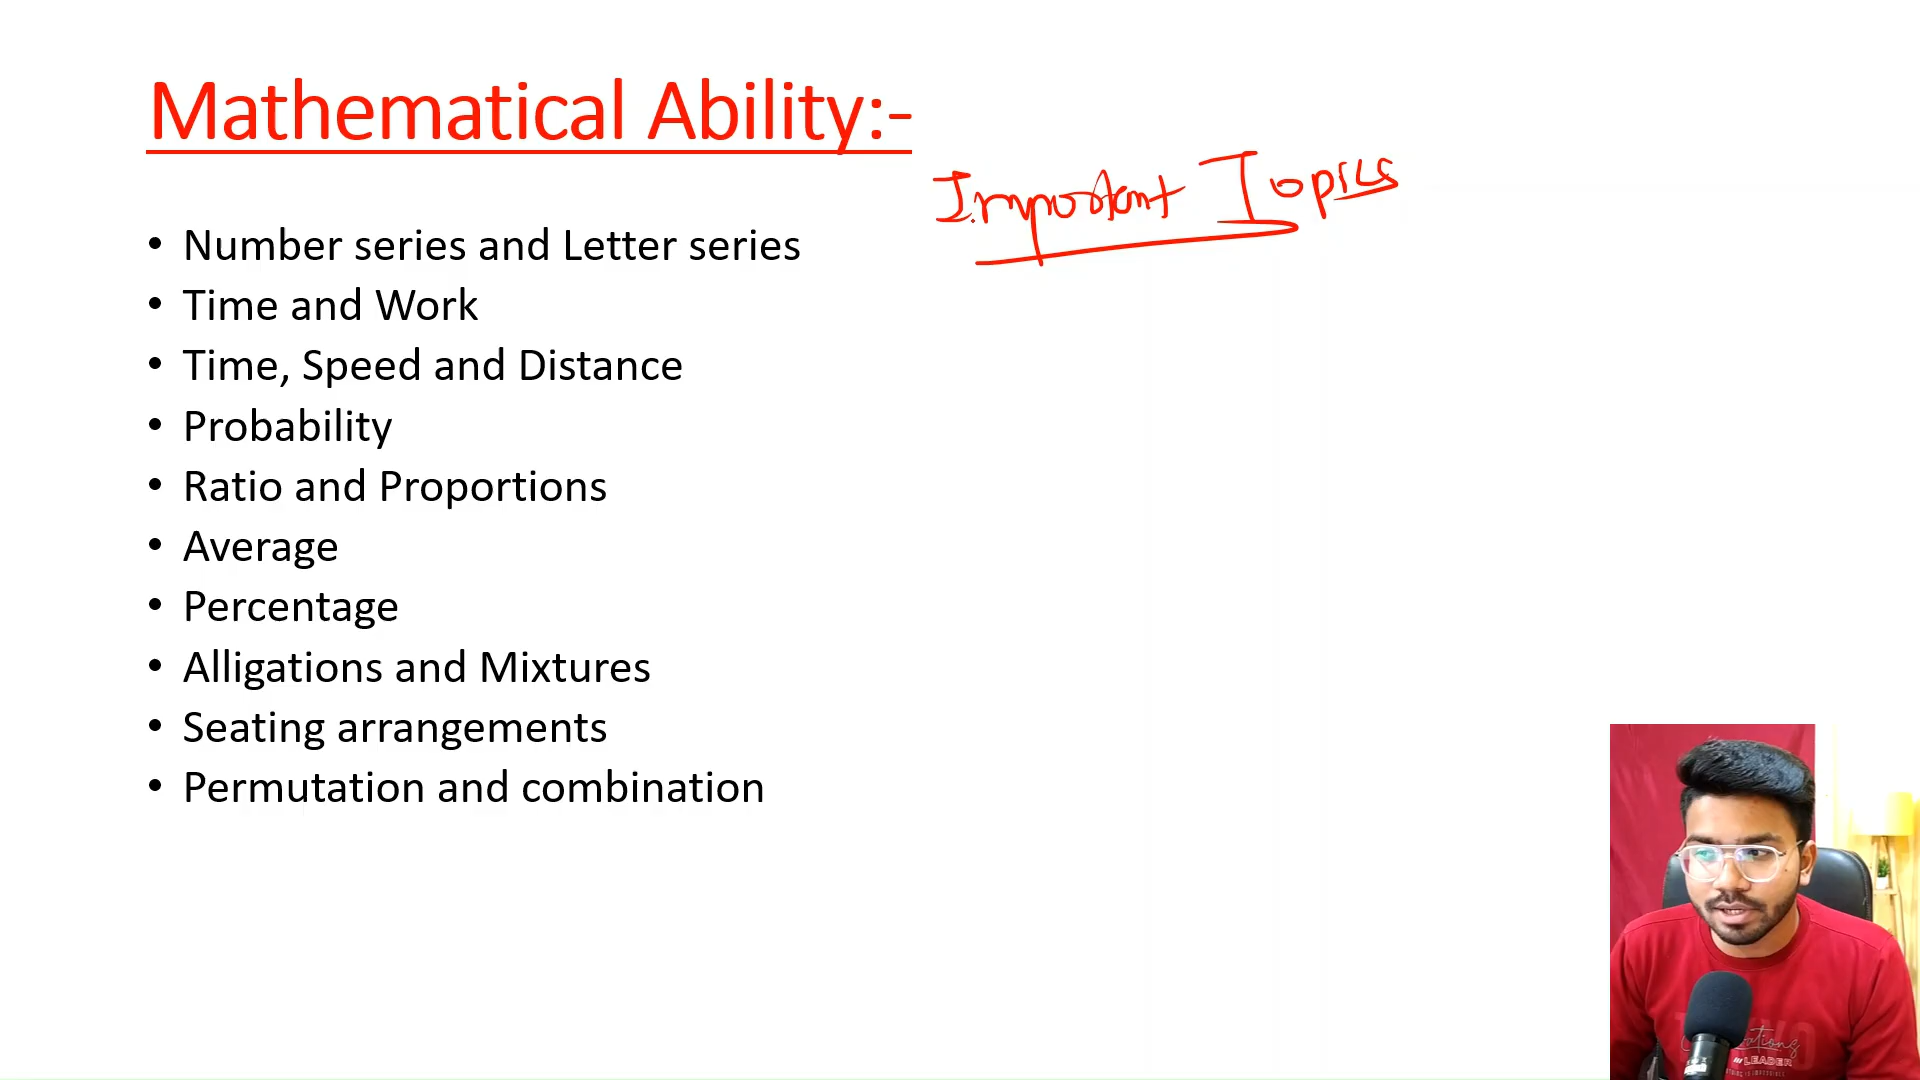 Mathematical Ability:-
Important Topics
• Number series and Letter series
• Time and Work
• Time, Speed and Distance
• Probability
• Ratio and Proportions
• Average
• Percentage
• Alligations and Mixtures
• Seating arrangements
• Permutation and combination
LEADER